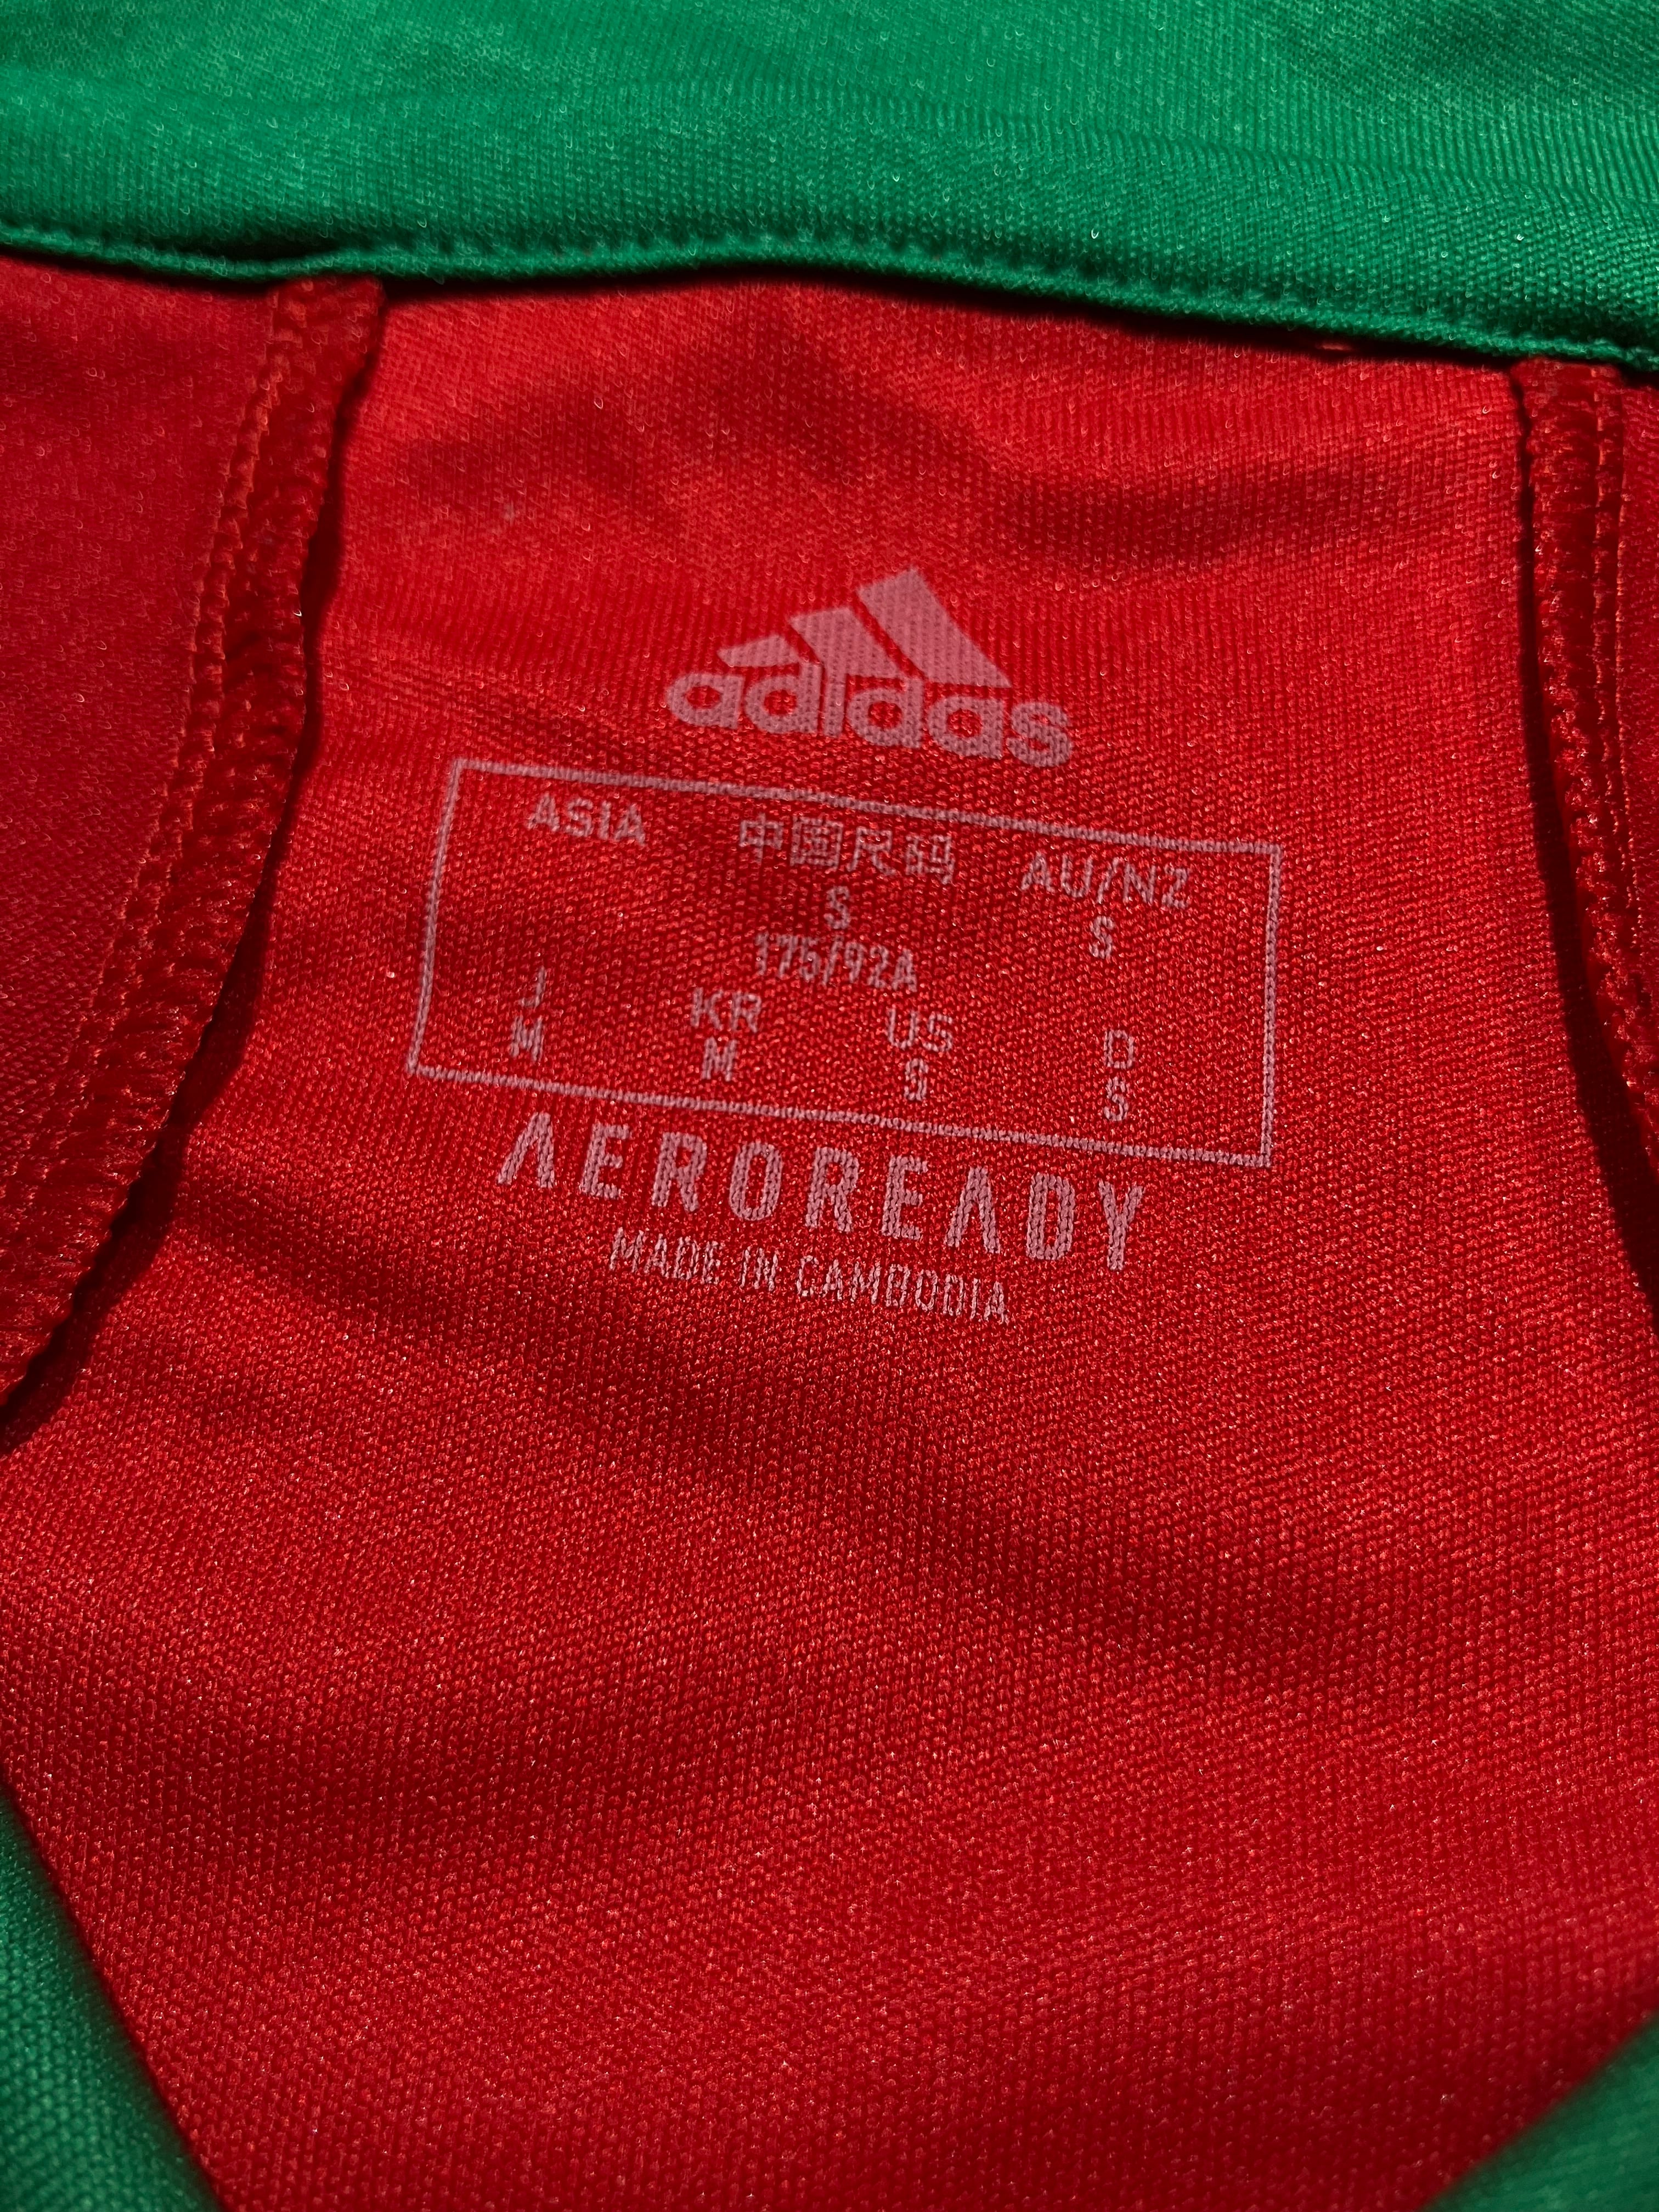 adidas
ASIA 中国尺码 AU/NZ
S S
175/92A
J KR US D
M M S S
AEROREADY
MADE IN CAMBODIA